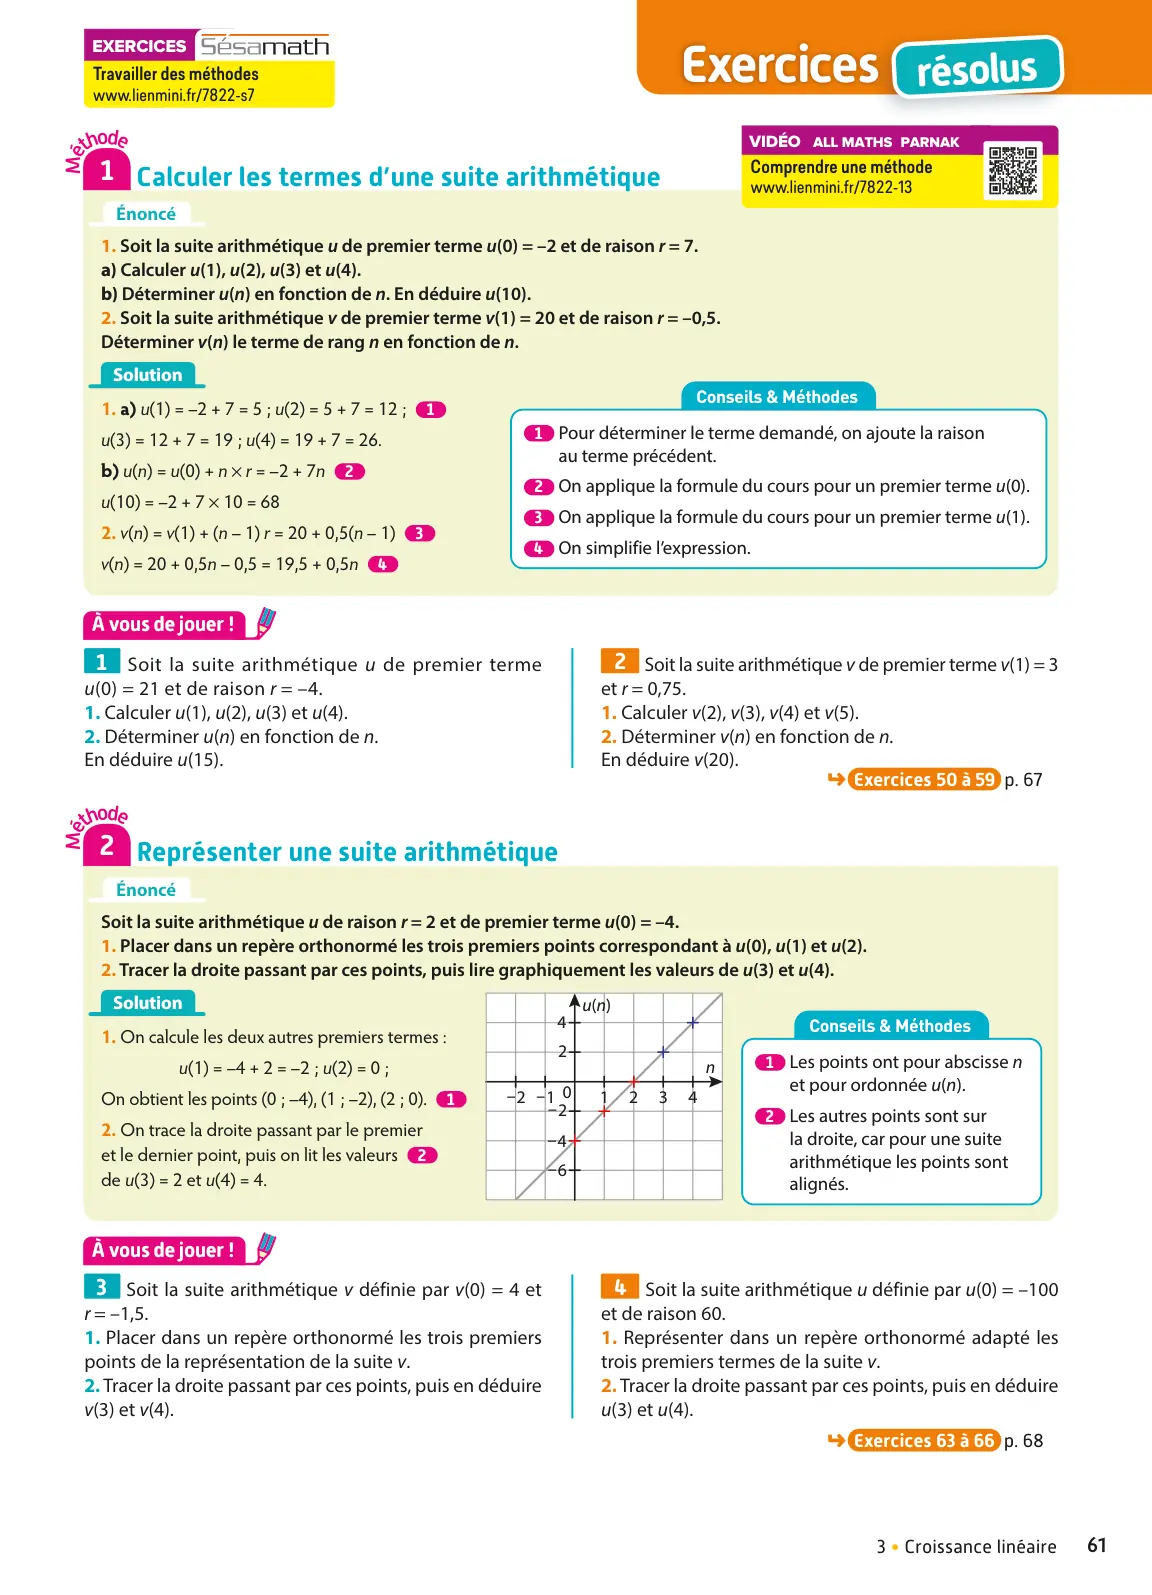 EXERCICES Sésamath
Travailler des méthodes
www.lienmini.fr/7822-s7
Exercices résolus
Méthode
1 Calculer les termes d'une suite arithmétique
VIDÉO ALL MATHS PARNAK
Comprendre une méthode
www.lienmini.fr/7822-13
Énoncé
1. Soit la suite arithmétique u de premier terme u(0) = –2 et de raison r = 7.
a) Calculer u(1), u(2), u(3) et u(4).
b) Déterminer u(n) en fonction de n. En déduire u(10).
2. Soit la suite arithmétique v de premier terme v(1) = 20 et de raison r = –0,5.
Déterminer v(n) le terme de rang n en fonction de n.
Solution
1. a) u(1) = –2 + 7 = 5 ; u(2) = 5 + 7 = 12 ; 1
u(3) = 12 + 7 = 19 ; u(4) = 19 + 7 = 26.
b) u(n) = u(0) + n × r = –2 + 7n 2
u(10) = –2 + 7 × 10 = 68
2. v(n) = v(1) + (n – 1) r = 20 + 0,5(n – 1) 3
v(n) = 20 + 0,5n – 0,5 = 19,5 + 0,5n 4
Conseils & Méthodes
1 Pour déterminer le terme demandé, on ajoute la raison
au terme précédent.
2 On applique la formule du cours pour un premier terme u(0).
3 On applique la formule du cours pour un premier terme u(1).
4 On simplifie l'expression.
À vous de jouer !
1 Soit la suite arithmétique u de premier terme
u(0) = 21 et de raison r = –4.
1. Calculer u(1), u(2), u(3) et u(4).
2. Déterminer u(n) en fonction de n.
En déduire u(15).
2 Soit la suite arithmétique v de premier terme v(1) = 3
et r = 0,75.
1. Calculer v(2), v(3), v(4) et v(5).
2. Déterminer v(n) en fonction de n.
En déduire v(20).
Exercices 50 à 59 p. 67
Méthode
2 Représenter une suite arithmétique
Énoncé
Soit la suite arithmétique u de raison r = 2 et de premier terme u(0) = –4.
1. Placer dans un repère orthonormé les trois premiers points correspondant à u(0), u(1) et u(2).
2. Tracer la droite passant par ces points, puis lire graphiquement les valeurs de u(3) et u(4).
Solution
1. On calcule les deux autres premiers termes :
u(1) = –4 + 2 = –2 ; u(2) = 0 ;
On obtient les points (0 ; –4), (1 ; –2), (2 ; 0). 1
2. On trace la droite passant par le premier
et le dernier point, puis on lit les valeurs 2
de u(3) = 2 et u(4) = 4.
u(n)
4
2
n
–2 –1 0 1 2 3 4
–2
–4
–6
Conseils & Méthodes
1 Les points ont pour abscisse n
et pour ordonnée u(n).
2 Les autres points sont sur
la droite, car pour une suite
arithmétique les points sont
alignés.
À vous de jouer !
3 Soit la suite arithmétique v définie par v(0) = 4 et
r = –1,5.
1. Placer dans un repère orthonormé les trois premiers
points de la représentation de la suite v.
2. Tracer la droite passant par ces points, puis en déduire
v(3) et v(4).
4 Soit la suite arithmétique u définie par u(0) = –100
et de raison 60.
1. Représenter dans un repère orthonormé adapté les
trois premiers termes de la suite v.
2. Tracer la droite passant par ces points, puis en déduire
u(3) et u(4).
Exercices 63 à 66 p. 68
3 • Croissance linéaire 61